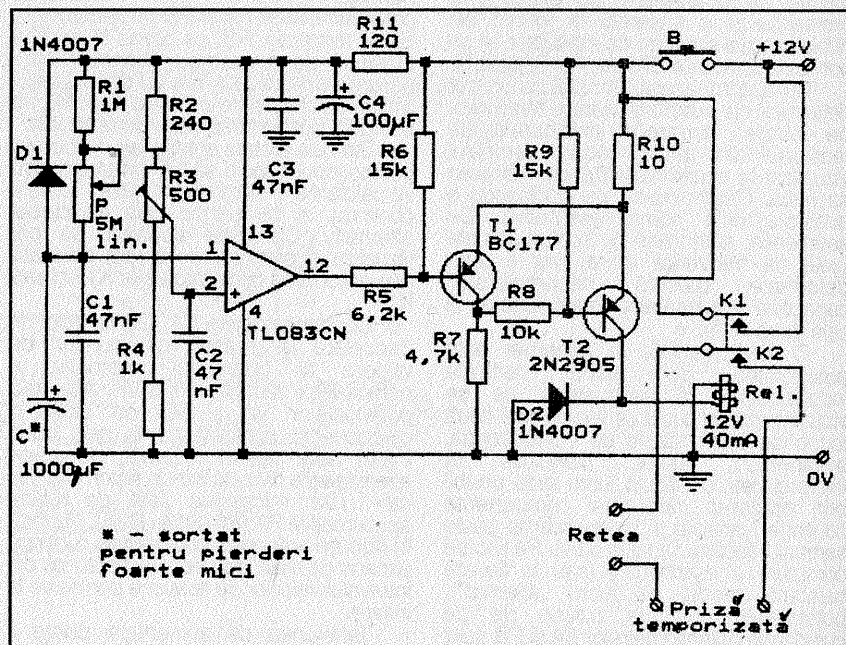 R11
120
B
1N4007
+12V
R1
1M
R2
240
C4
100µF
R10
10
R6
15k
R9
15k
D1
C3
47nF
R3
500
P
5M
lin.
T1
BC177
13
1
-
12
R8
10k
K1
2
+
R5
6,2k
C1
47nF
4
TL083CN
T2
2N2905
K2
R7
4,7k
R4
1k
C2
47
nF
Rel.
D2
1N4007
12V
40mA
C*
1000µF
0V
* - sortat
pentru pierderi
foarte mici
Retea
Priza
temporizata